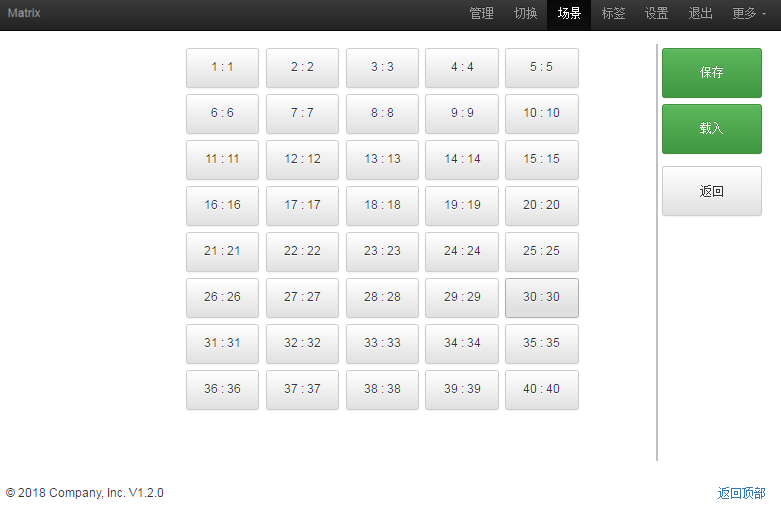 Matrix 管理 切换 场景 标签 设置 退出 更多
1 : 1 2 : 2 3 : 3 4 : 4 5 : 5 保存
6 : 6 7 : 7 8 : 8 9 : 9 10 : 10 载入
11 : 11 12 : 12 13 : 13 14 : 14 15 : 15
16 : 16 17 : 17 18 : 18 19 : 19 20 : 20 返回
21 : 21 22 : 22 23 : 23 24 : 24 25 : 25
26 : 26 27 : 27 28 : 28 29 : 29 30 : 30
31 : 31 32 : 32 33 : 33 34 : 34 35 : 35
36 : 36 37 : 37 38 : 38 39 : 39 40 : 40
© 2018 Company, Inc. V1.2.0 返回顶部